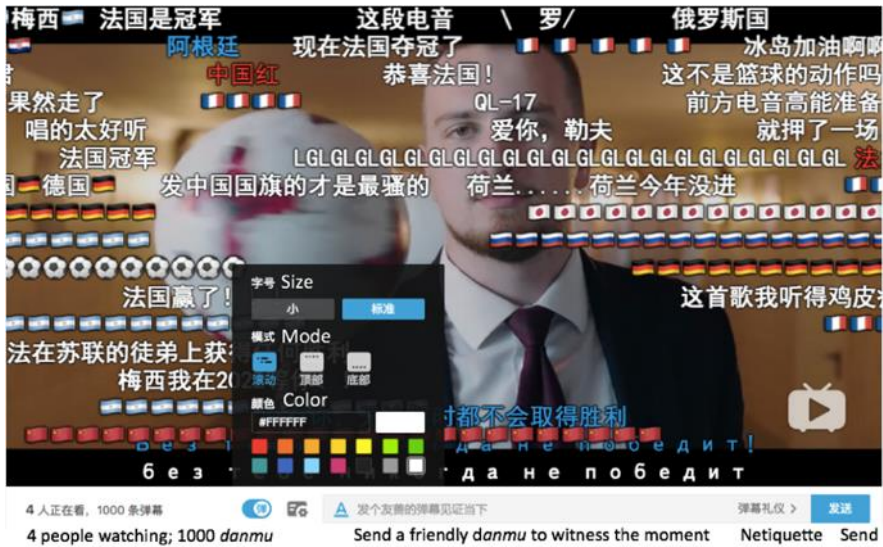 梅西 法国是冠军 这段电音 \ 罗/ 俄罗斯国
阿根廷 现在法国夺冠了 冰岛加油啊啊
中国红 恭喜法国! 这不是篮球的动作吗
果然走了 QL-17 前方电音高能准备
唱的太好听 爱你，勒夫 就押了一场
法国冠军 LGLGLGLGLGLGLGLGLGLGLGLGLGLGLGLGLGLGLGLGLGL 法
国 德国 发中国国旗的才是最骚的 荷兰......荷兰今年没进
字号 Size
法国赢了! 小 标准 这首歌我听得鸡皮
模式 Mode
法在苏联的徒弟上获
滚动 顶部 底部
梅西我在20
颜色 Color
#FFFFFF 时都不会取得胜利
без
да не победит!
без т
гда не победит
4 人正在看，1000 条弹幕 弹 A 发个友善的弹幕见证当下 弹幕礼仪 > 发送
4 people watching; 1000 danmu Send a friendly danmu to witness the moment Netiquette Send